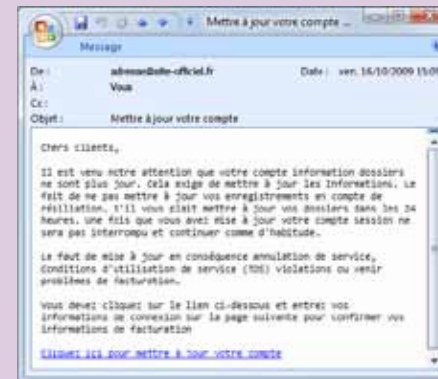 Mettre à jour votre compte ...
Message
De : adresse@site-officiel.fr Date : ven. 16/10/2009 15:09
À : Vous
Cc :
Objet : Mettre à jour votre compte
Chers clients,
Il est venu notre attention que votre compte information dossiers
ne sont plus jour. Cela exige de mettre à jour les Informations. Le
fait de ne pas mettre à jour vos enregistrements en compte de
résiliation. S'il vous plaît mettre à jour vos dossiers dans les 24
heures. Une fois que vous avez mise à jour votre compte session ne
sera pas interrompu et continuer comme d'habitude.
Le faut de mise à jour en conséquence annulation de service,
Conditions d'utilisation de service (TOS) violations ou venir
problèmes de facturation.
Vous devez cliquez sur le lien ci-dessous et entrez vos
informations de connexion sur la page suivante pour confirmer vos
informations de facturation
Cliquez ici pour mettre à jour votre compte